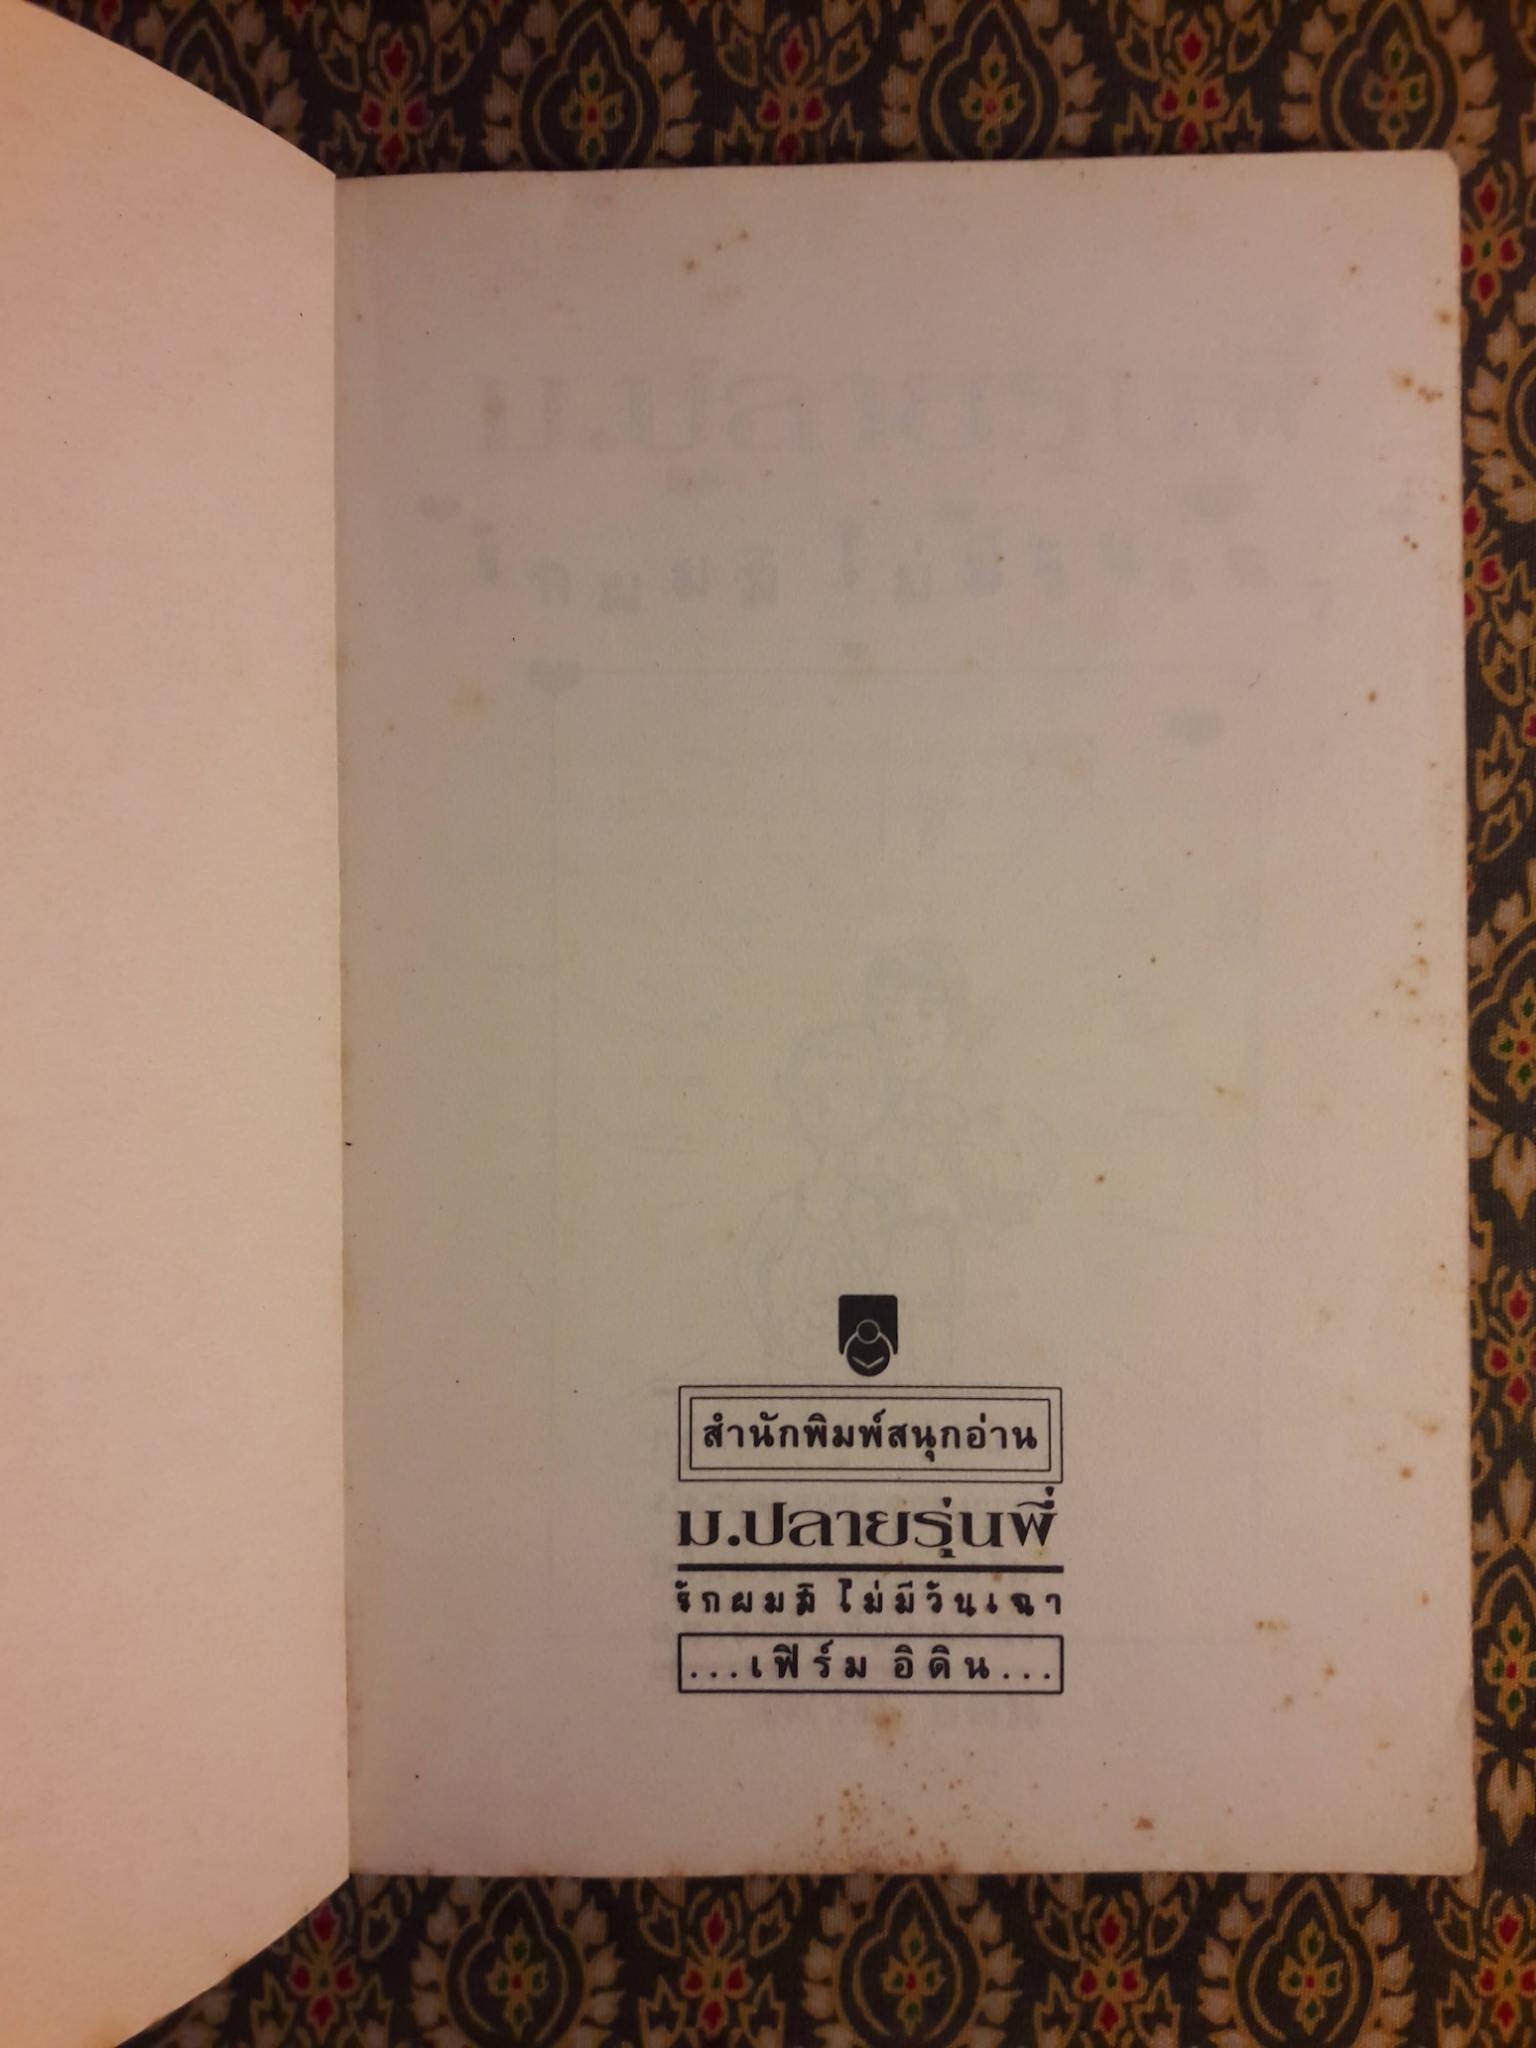 สำนักพิมพ์สนุกอ่าน
ม.ปลายรุ่นพี่
รักผมมิ ไม่มีวันเฉา
...เฟิร์ม อิดิน...